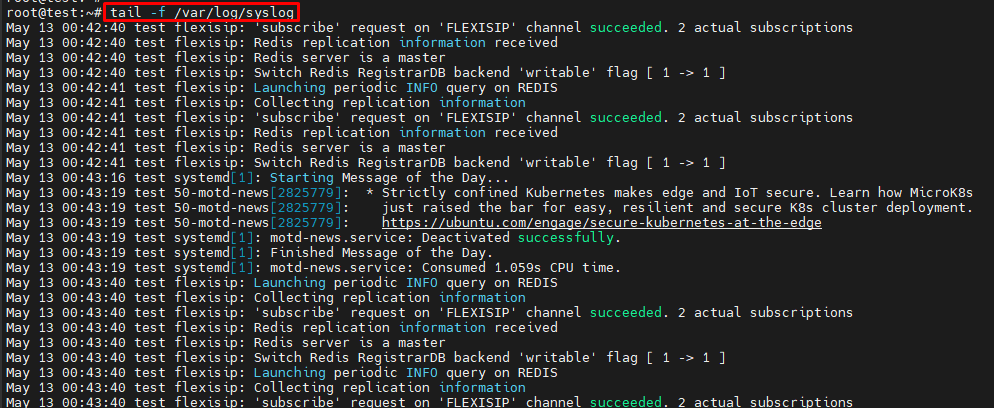 root@test:~#
root@test:~# tail -f /var/log/syslog
May 13 00:42:40 test flexisip: 'subscribe' request on 'FLEXISIP' channel succeeded. 2 actual subscriptions
May 13 00:42:40 test flexisip: Redis replication information received
May 13 00:42:40 test flexisip: Redis server is a master
May 13 00:42:40 test flexisip: Switch Redis RegistrarDB backend 'writable' flag [ 1 -> 1 ]
May 13 00:42:41 test flexisip: Launching periodic INFO query on REDIS
May 13 00:42:41 test flexisip: Collecting replication information
May 13 00:42:41 test flexisip: 'subscribe' request on 'FLEXISIP' channel succeeded. 2 actual subscriptions
May 13 00:42:41 test flexisip: Redis replication information received
May 13 00:42:41 test flexisip: Redis server is a master
May 13 00:42:41 test flexisip: Switch Redis RegistrarDB backend 'writable' flag [ 1 -> 1 ]
May 13 00:43:16 test systemd[1]: Starting Message of the Day...
May 13 00:43:19 test 50-motd-news[2825779]:  * Strictly confined Kubernetes makes edge and IoT secure. Learn how MicroK8s
May 13 00:43:19 test 50-motd-news[2825779]:    just raised the bar for easy, resilient and secure K8s cluster deployment.
May 13 00:43:19 test 50-motd-news[2825779]:    https://ubuntu.com/engage/secure-kubernetes-at-the-edge
May 13 00:43:19 test systemd[1]: motd-news.service: Deactivated successfully.
May 13 00:43:19 test systemd[1]: Finished Message of the Day.
May 13 00:43:19 test systemd[1]: motd-news.service: Consumed 1.059s CPU time.
May 13 00:43:40 test flexisip: Launching periodic INFO query on REDIS
May 13 00:43:40 test flexisip: Collecting replication information
May 13 00:43:40 test flexisip: 'subscribe' request on 'FLEXISIP' channel succeeded. 2 actual subscriptions
May 13 00:43:40 test flexisip: Redis replication information received
May 13 00:43:40 test flexisip: Redis server is a master
May 13 00:43:40 test flexisip: Switch Redis RegistrarDB backend 'writable' flag [ 1 -> 1 ]
May 13 00:43:40 test flexisip: Launching periodic INFO query on REDIS
May 13 00:43:40 test flexisip: Collecting replication information
May 13 00:43:40 test flexisip: 'subscribe' request on 'FLEXISIP' channel succeeded. 2 actual subscriptions